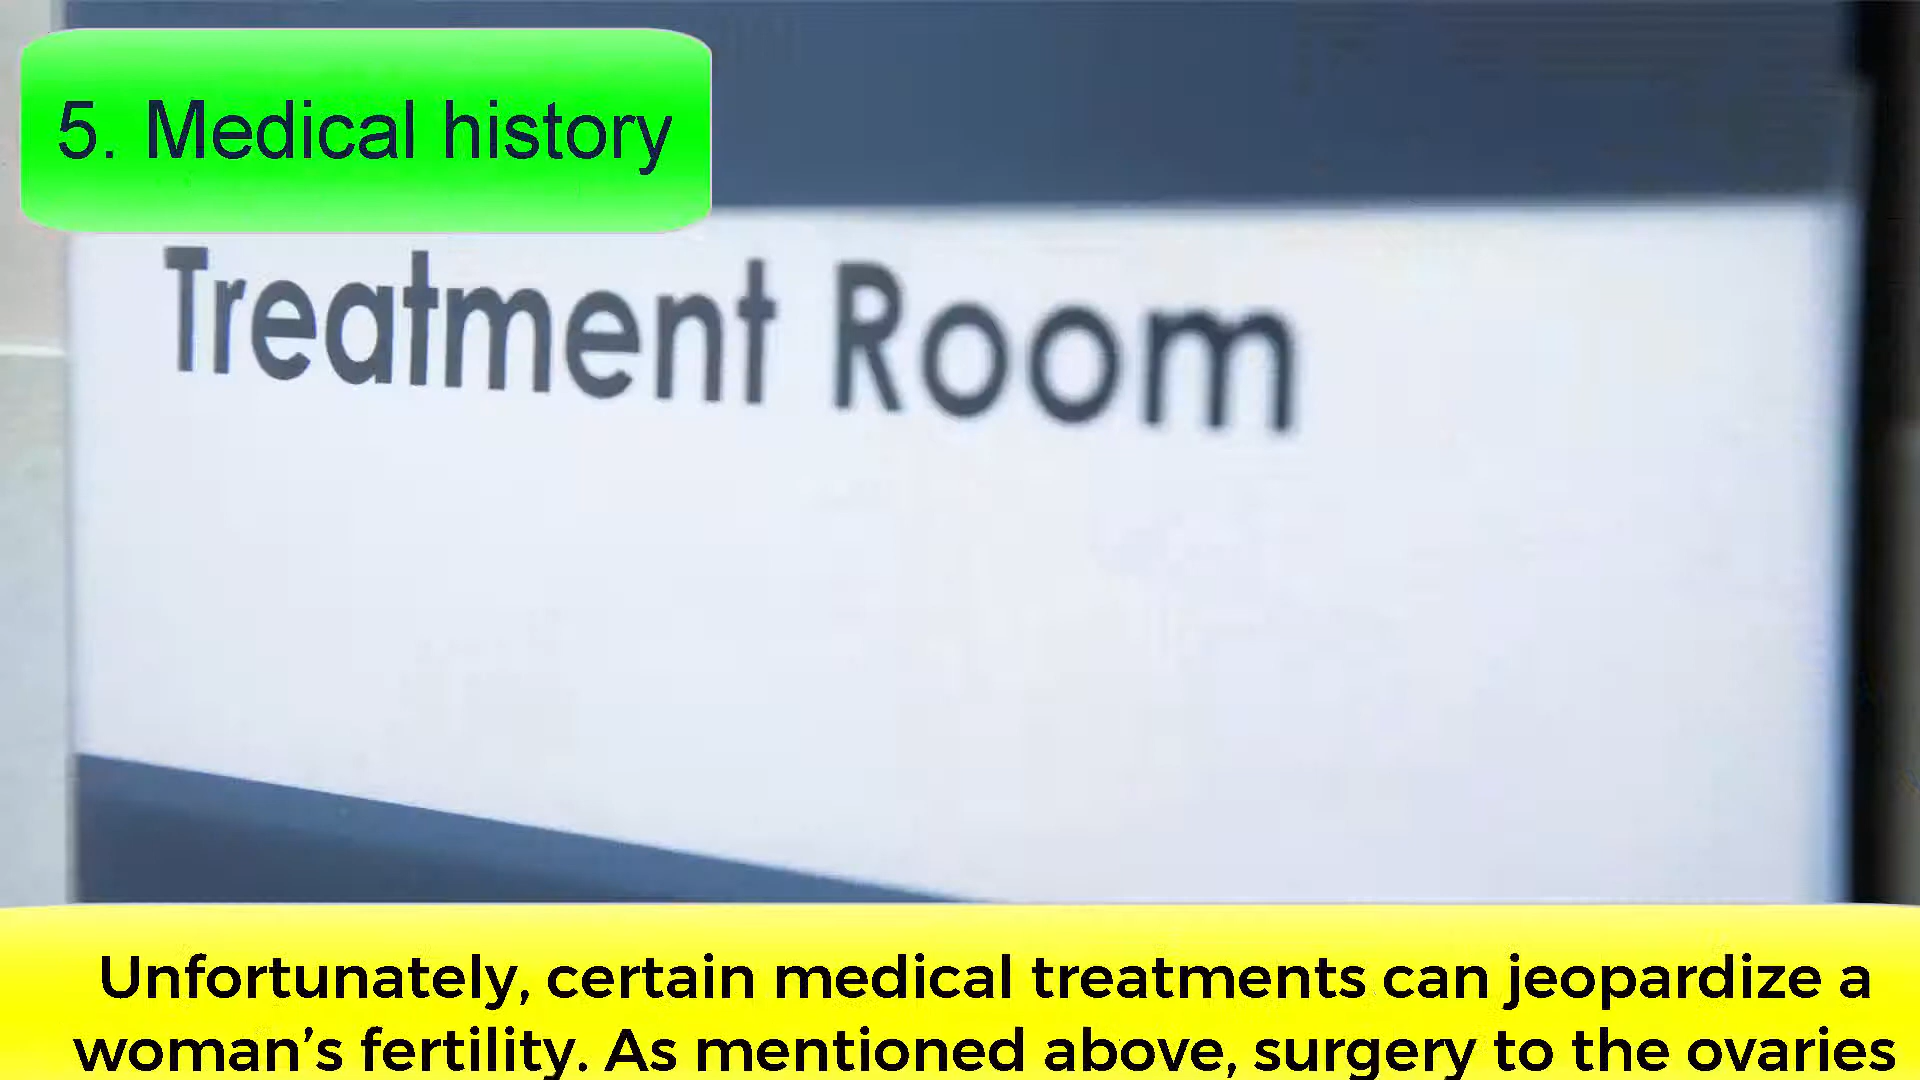 5. Medical history
Treatment Room
Unfortunately, certain medical treatments can jeopardize a
woman’s fertility. As mentioned above, surgery to the ovaries